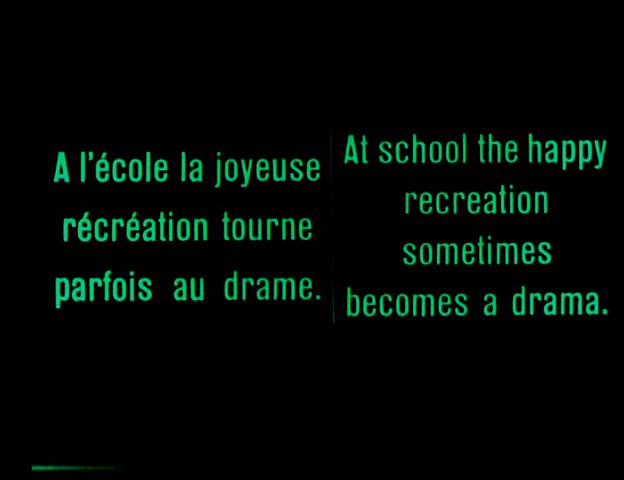 A l'école la joyeuse
récréation tourne
parfois au drame.
At school the happy
recreation
sometimes
becomes a drama.